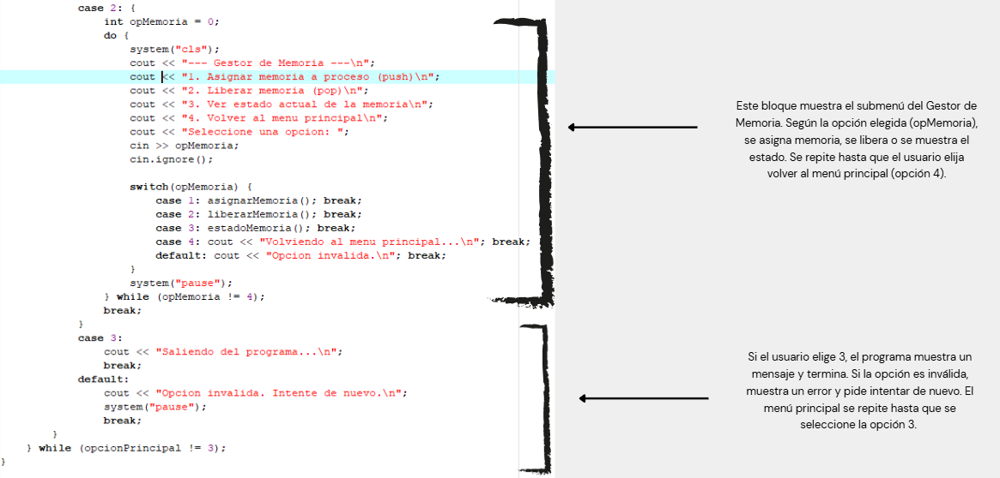 case 2: {
int opMemoria = 0;
do {
system("cls");
cout << "--- Gestor de Memoria ---\n";
cout << "1. Asignar memoria a proceso (push)\n";
cout << "2. Liberar memoria (pop)\n";
cout << "3. Ver estado actual de la memoria\n";
cout << "4. Volver al menu principal\n";
cout << "Seleccione una opcion: ";
cin >> opMemoria;
cin.ignore();
switch(opMemoria) {
case 1: asignarMemoria(); break;
case 2: liberarMemoria(); break;
case 3: estadoMemoria(); break;
case 4: cout << "Volviendo al menu principal...\n"; break;
default: cout << "Opcion invalida.\n"; break;
}
system("pause");
} while (opMemoria != 4);
break;
}
case 3:
cout << "Saliendo del programa...\n";
break;
default:
cout << "Opcion invalida. Intente de nuevo.\n";
system("pause");
break;
}
} while (opcionPrincipal != 3);
}
Este bloque muestra el submenú del Gestor de
Memoria. Según la opción elegida (opMemoria),
se asigna memoria, se libera o se muestra el
estado. Se repite hasta que el usuario elija
volver al menú principal (opción 4).
Si el usuario elige 3, el programa muestra un
mensaje y termina. Si la opción es inválida,
muestra un error y pide intentar de nuevo. El
menú principal se repite hasta que se
seleccione la opción 3.